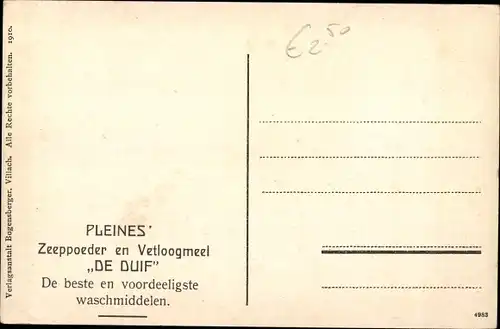 Verlagsanstalt Bogensberger, Villach. Alle Rechte vorbehalten. 1910.
€ 2.50
PLEINES'
Zeeppoeder en Vetloogmeel
„DE DUIF”
De beste en voordeeligste
waschmiddelen.
4983